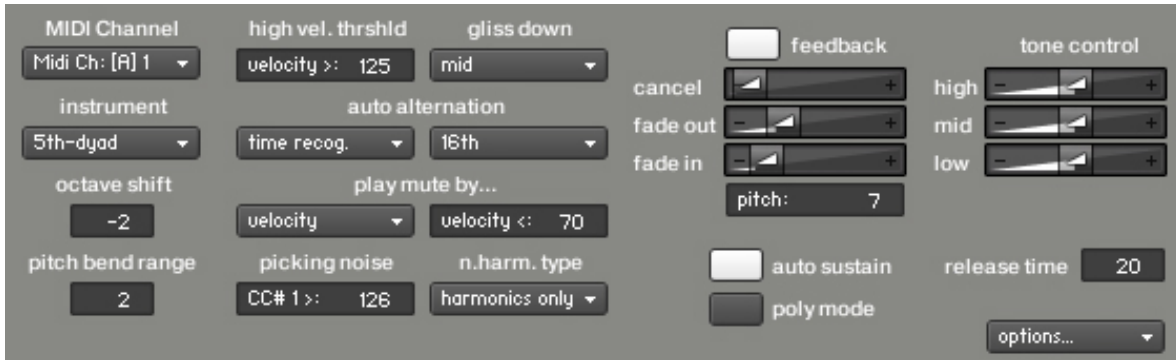 MIDI Channel
Midi Ch: [A] 1
instrument
5th-dyad
octave shift
-2
pitch bend range
2
high vel. thrshld
velocity >: 125
gliss down
mid
auto alternation
time recog.
16th
play mute by...
velocity
velocity <: 70
picking noise
CC# 1 >: 126
n.harm. type
harmonics only
feedback
cancel
- +
fade out
- +
fade in
- +
pitch: 7
auto sustain
poly mode
tone control
high
- +
mid
- +
low
- +
release time 20
options...